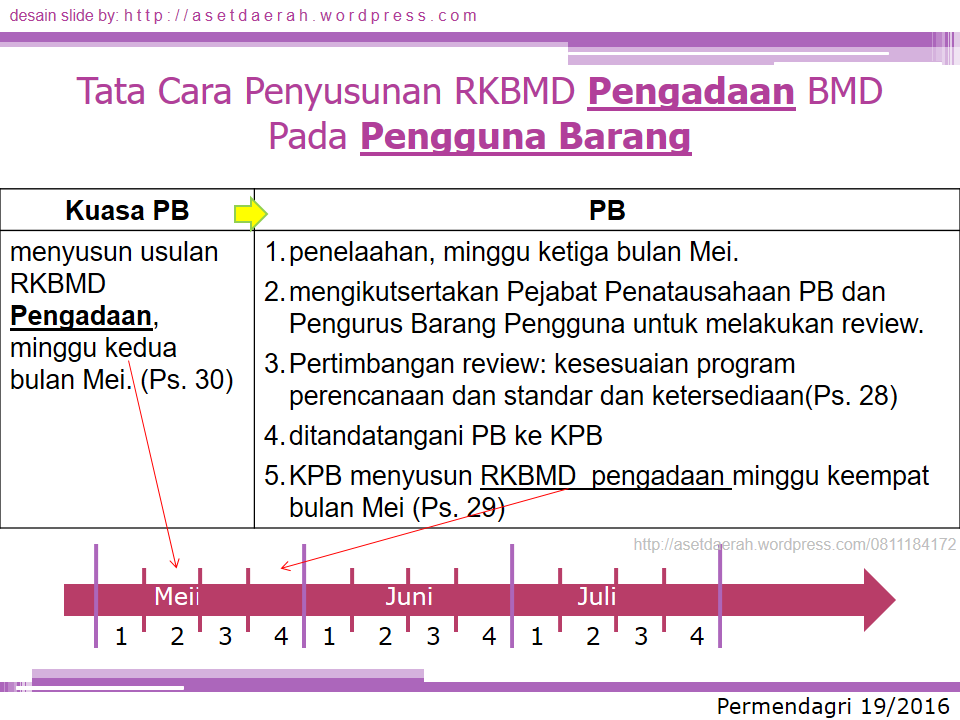 desain slide by: http://asetdaerah.wordpress.com
Tata Cara Penyusunan RKBMD Pengadaan BMD
Pada Pengguna Barang
Kuasa PB
PB
menyusun usulan
RKBMD
Pengadaan,
minggu kedua
bulan Mei. (Ps. 30)
1. penelaahan, minggu ketiga bulan Mei.
2. mengikutsertakan Pejabat Penatausahaan PB dan
Pengurus Barang Pengguna untuk melakukan review.
3. Pertimbangan review: kesesuaian program
perencanaan dan standar dan ketersediaan(Ps. 28)
4. ditandatangani PB ke KPB
5. KPB menyusun RKBMD pengadaan minggu keempat
bulan Mei (Ps. 29)
http://asetdaerah.wordpress.com/0811184172
Meii Juni Juli
1 2 3 4 1 2 3 4 1 2 3 4
Permendagri 19/2016